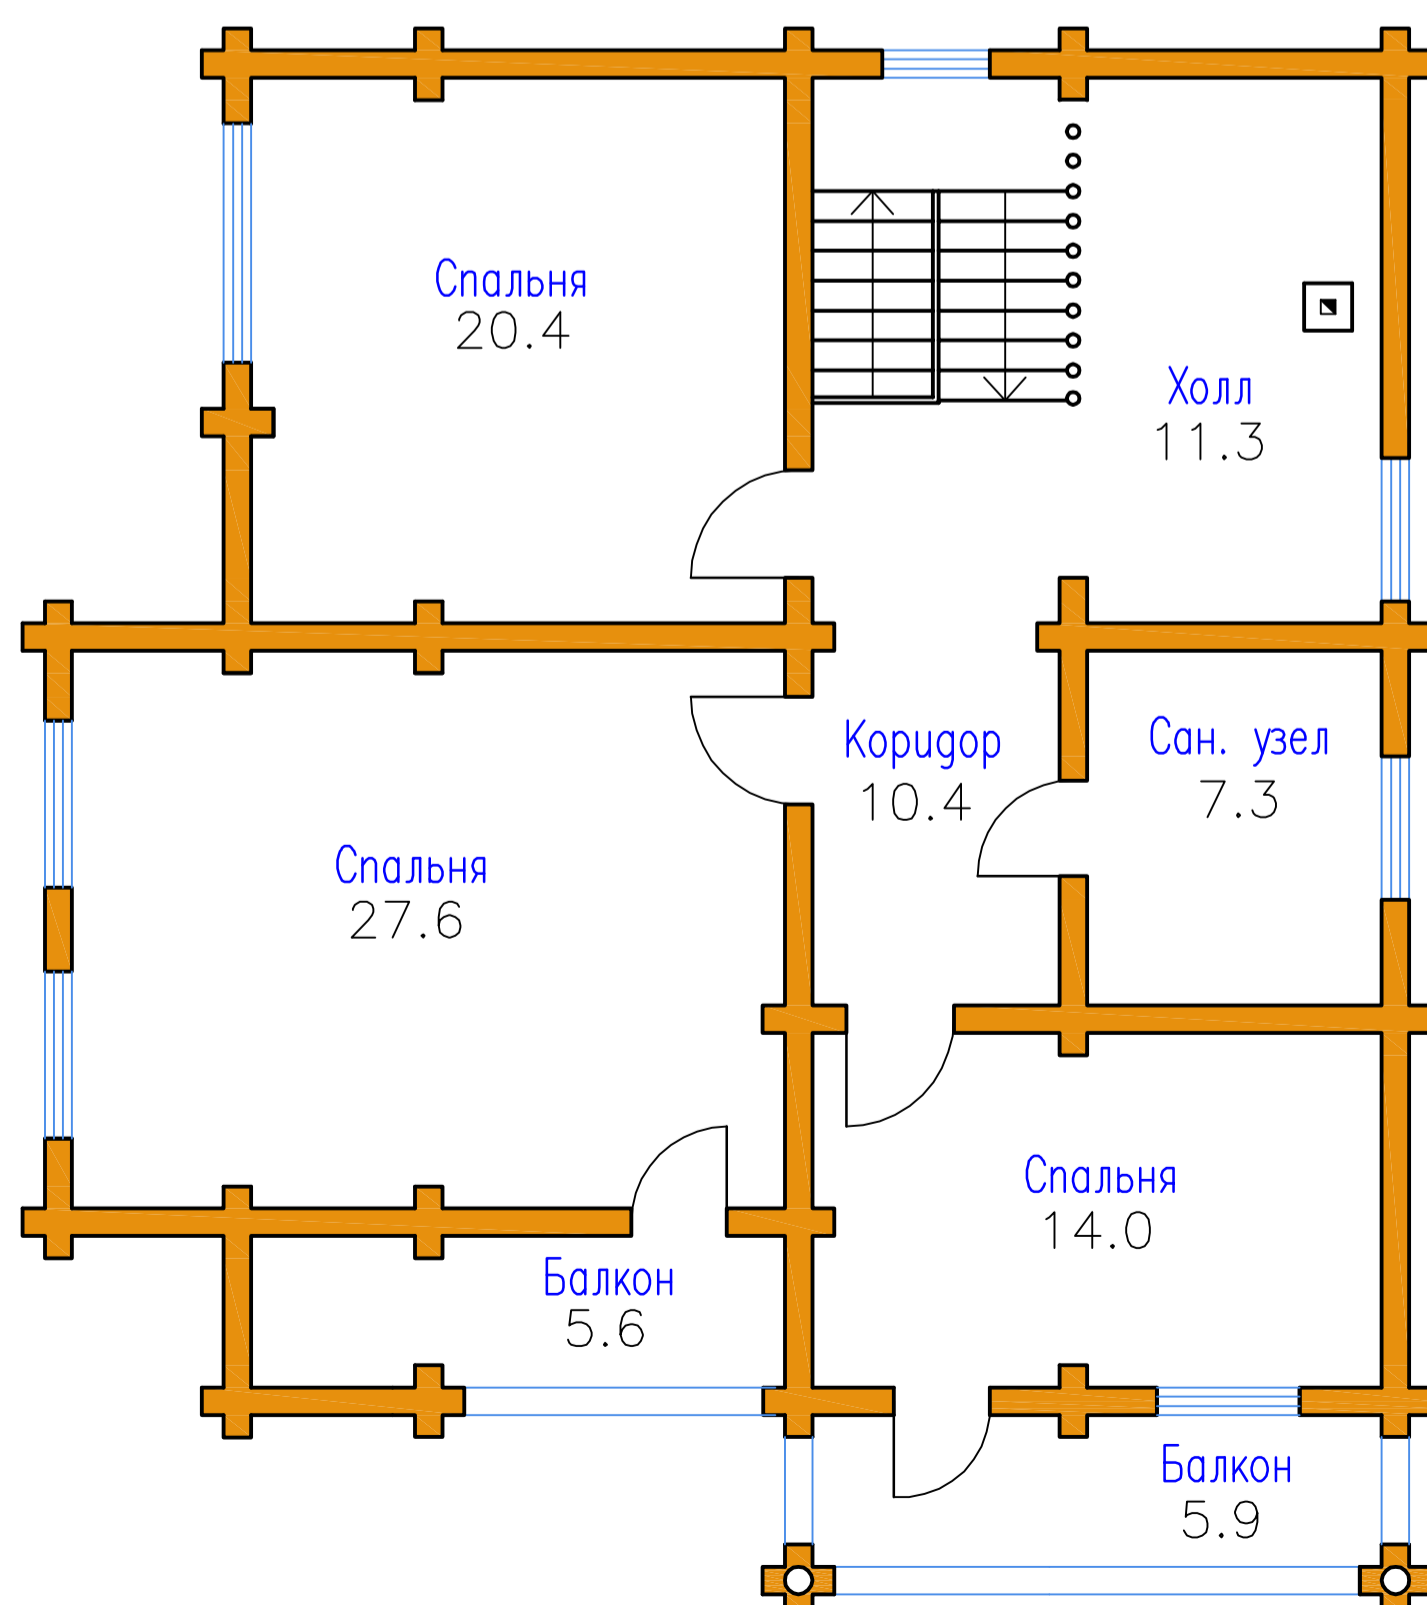 Спальня
20.4
Холл
11.3
Коридор
10.4
Сан. узел
7.3
Спальня
27.6
Спальня
14.0
Балкон
5.6
Балкон
5.9